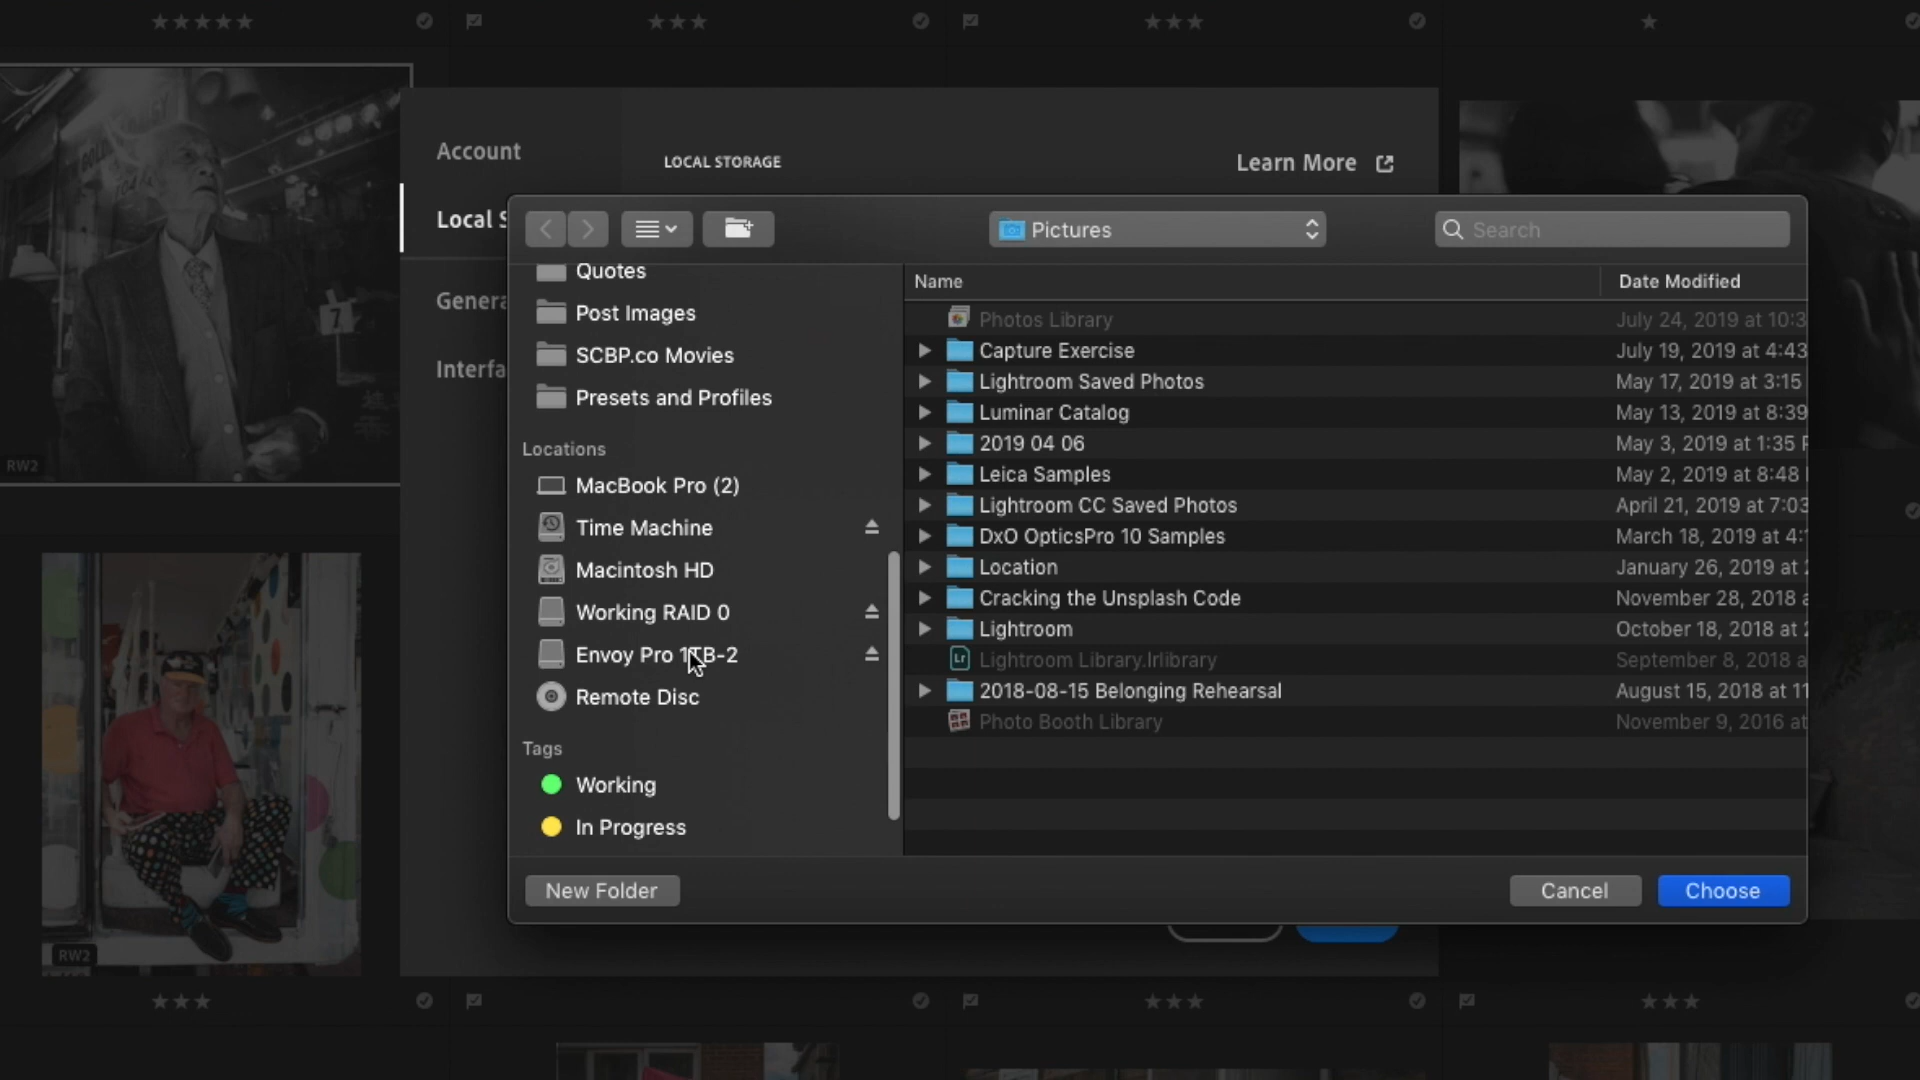 Account
LOCAL STORAGE
Learn More
Local S
Genera
Interfa
Pictures
Search
Quotes
Post Images
SCBP.co Movies
Presets and Profiles
Locations
MacBook Pro (2)
Time Machine
Macintosh HD
Working RAID 0
Envoy Pro 1TB-2
Remote Disc
Tags
Working
In Progress
Name Date Modified
Photos Library July 24, 2019 at 10:3
Capture Exercise July 19, 2019 at 4:43
Lightroom Saved Photos May 17, 2019 at 3:15
Luminar Catalog May 13, 2019 at 8:39
2019 04 06 May 3, 2019 at 1:35 P
Leica Samples May 2, 2019 at 8:48
Lightroom CC Saved Photos April 21, 2019 at 7:03
DxO OpticsPro 10 Samples March 18, 2019 at 4:
Location January 26, 2019 at
Cracking the Unsplash Code November 28, 2018 a
Lightroom October 18, 2018 at
Lightroom Library.lrlibrary September 8, 2018 a
2018-08-15 Belonging Rehearsal August 15, 2018 at 11
Photo Booth Library November 9, 2016 at
New Folder
Cancel
Choose
RW2
RW2
7
Lr